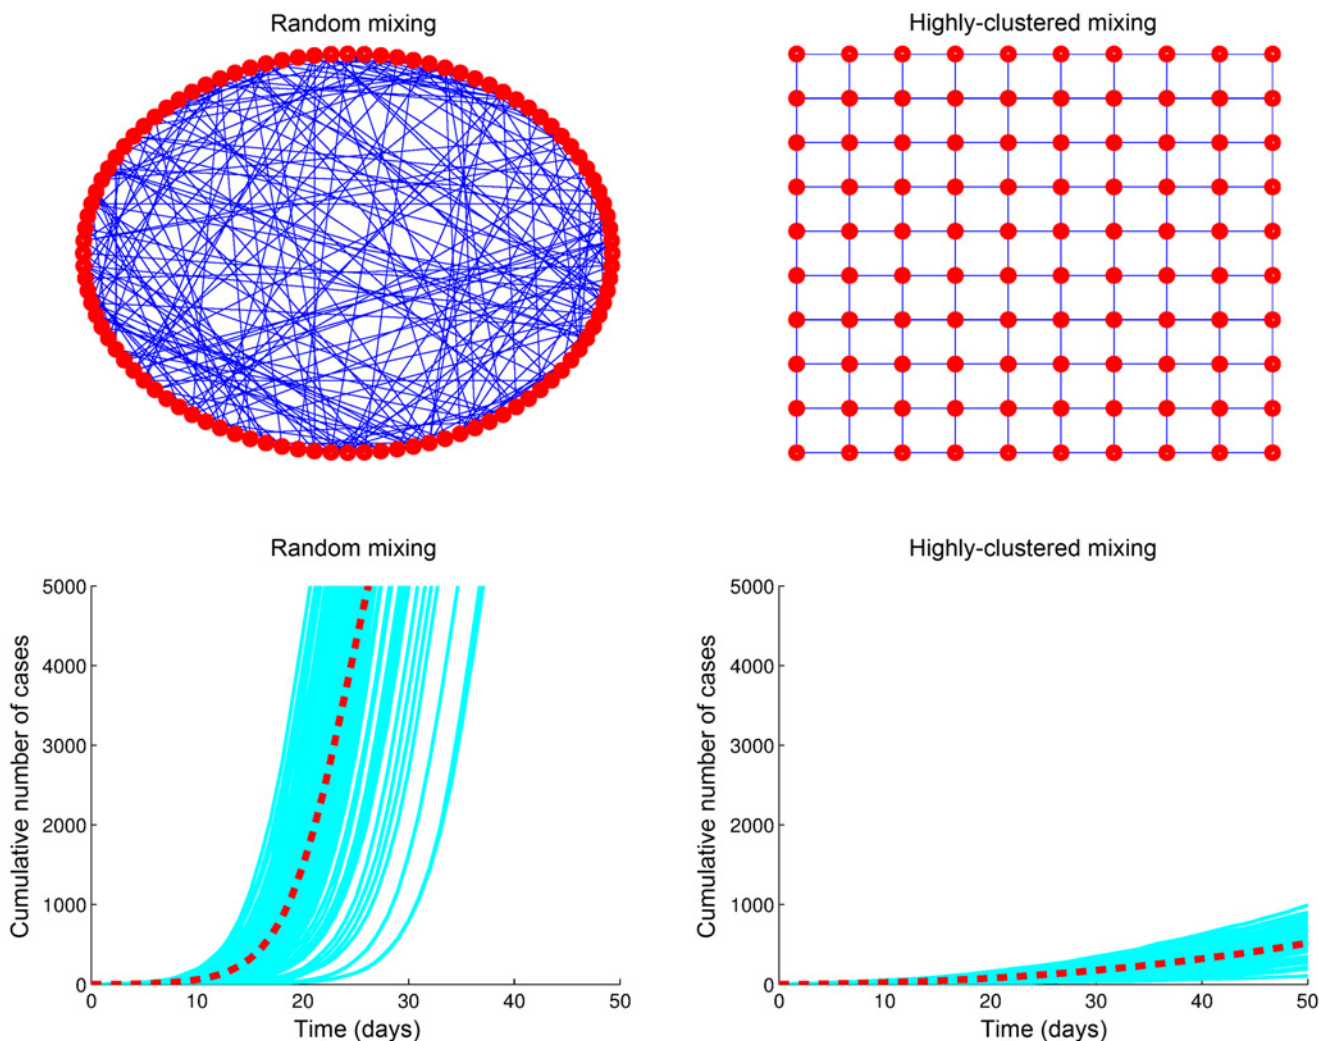 Random mixing
Highly-clustered mixing
Random mixing
5000
4000
3000
2000
1000
0
Cumulative number of cases
0 10 20 30 40 50
Time (days)
Highly-clustered mixing
5000
4000
3000
2000
1000
0
Cumulative number of cases
0 10 20 30 40 50
Time (days)